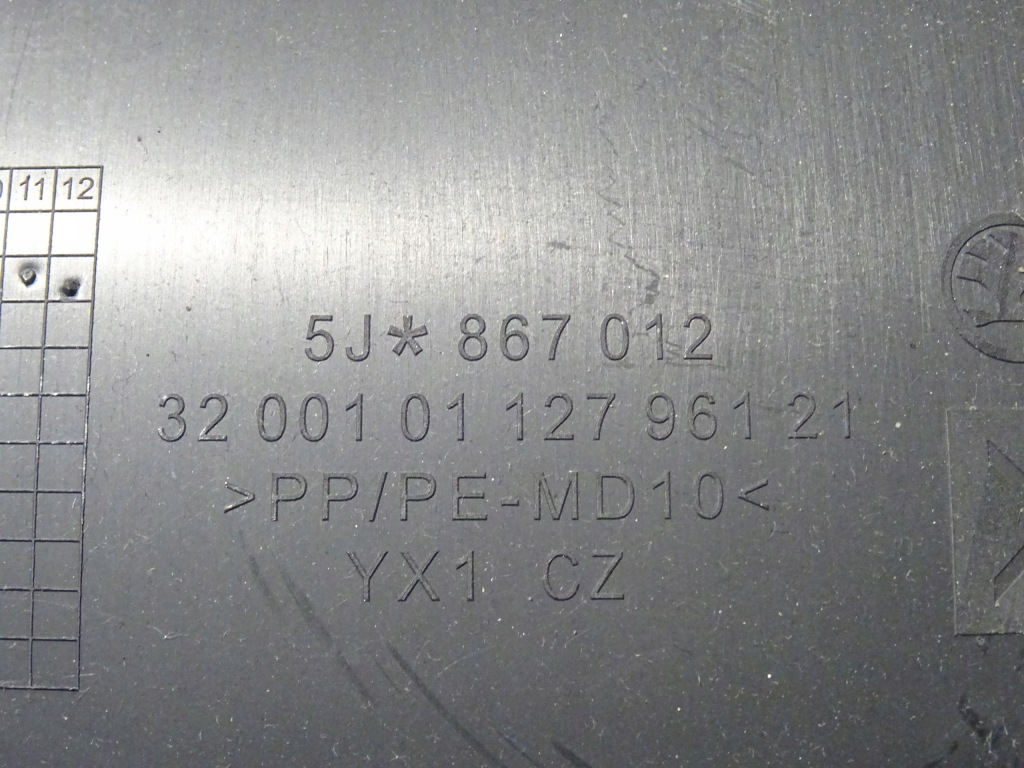 11 12
5J* 867 012
32 001 01 127 961 21
>PP/PE-MD10<
YX1 CZ